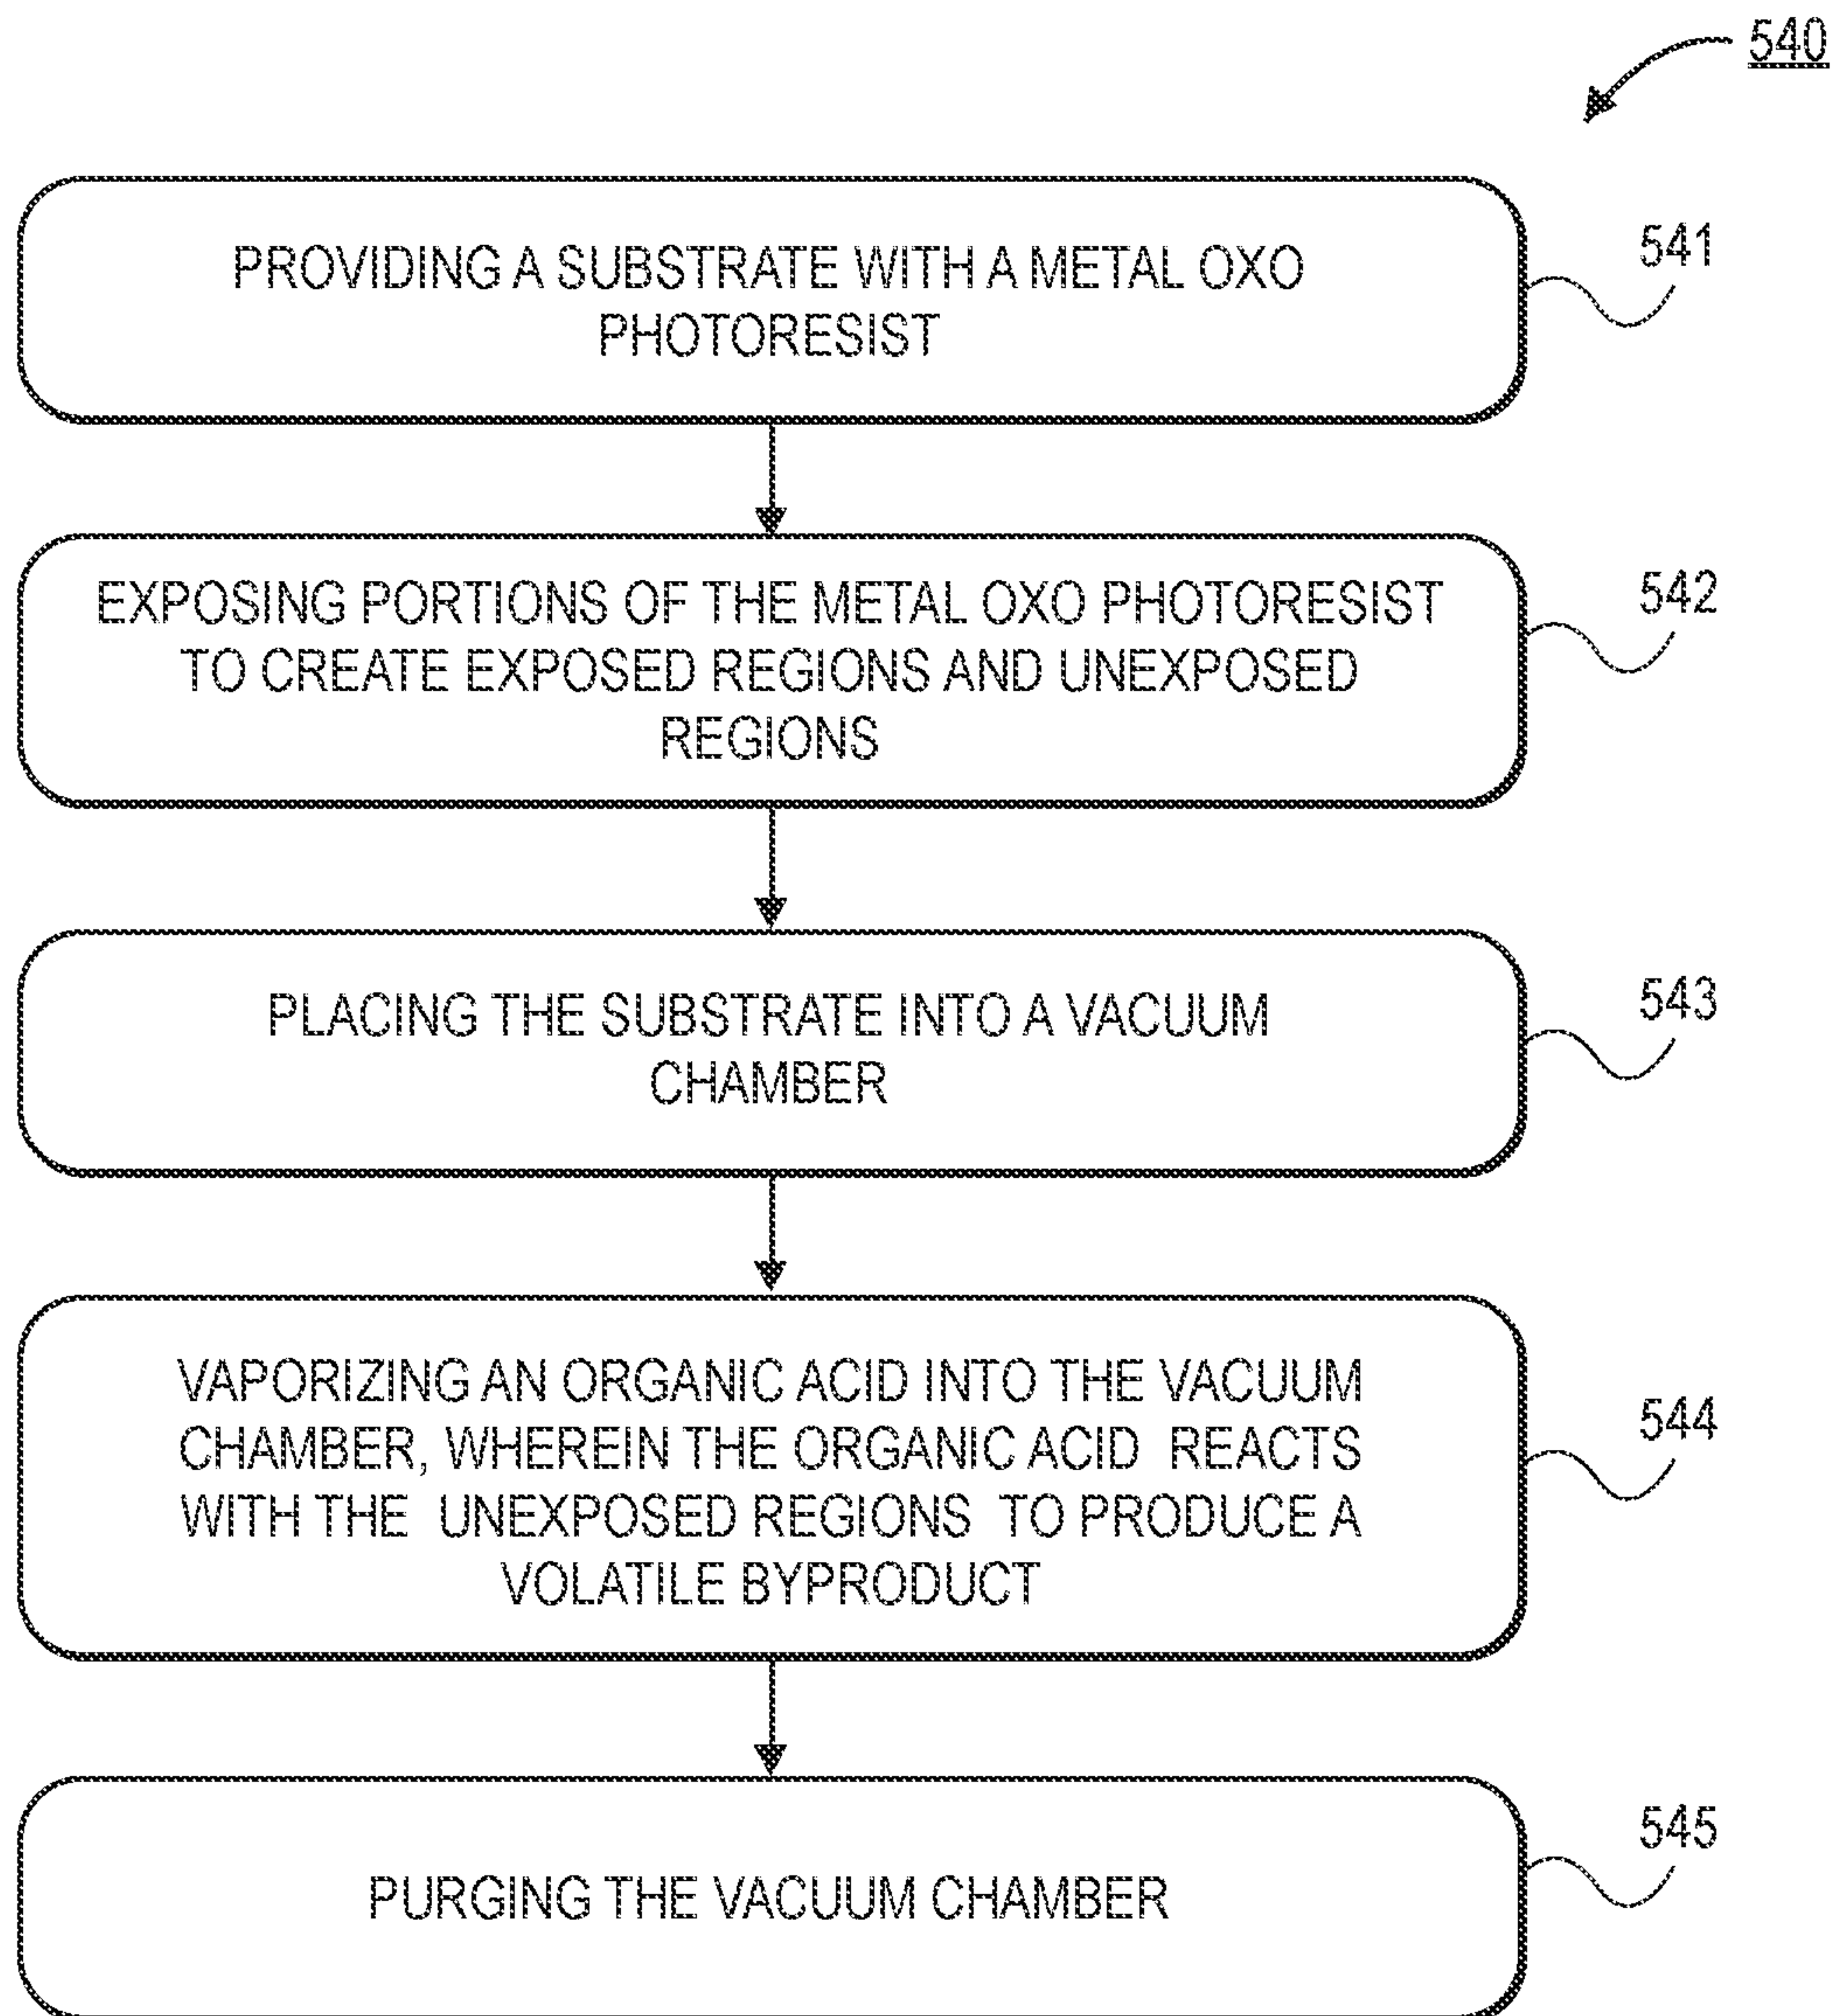 540
PROVIDING A SUBSTRATE WITH A METAL OXO
PHOTORESIST
541
EXPOSING PORTIONS OF THE METAL OXO PHOTORESIST
TO CREATE EXPOSED REGIONS AND UNEXPOSED
REGIONS
542
PLACING THE SUBSTRATE INTO A VACUUM
CHAMBER
543
VAPORIZING AN ORGANIC ACID INTO THE VACUUM
CHAMBER, WHEREIN THE ORGANIC ACID REACTS
WITH THE UNEXPOSED REGIONS TO PRODUCE A
VOLATILE BYPRODUCT
544
PURGING THE VACUUM CHAMBER
545